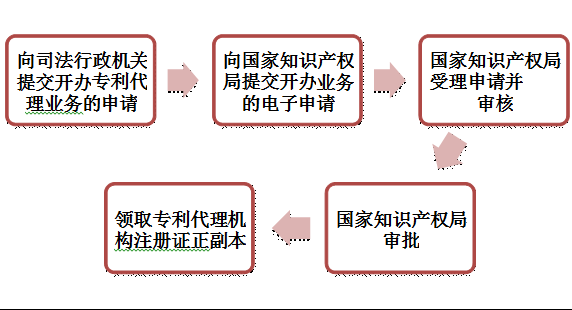 向司法行政机关
提交开办专利代
理业务的申请
向国家知识产权
局提交开办业务
的电子申请
国家知识产权局
受理申请并
审核
国家知识产权局
审批
领取专利代理机
构注册证正副本